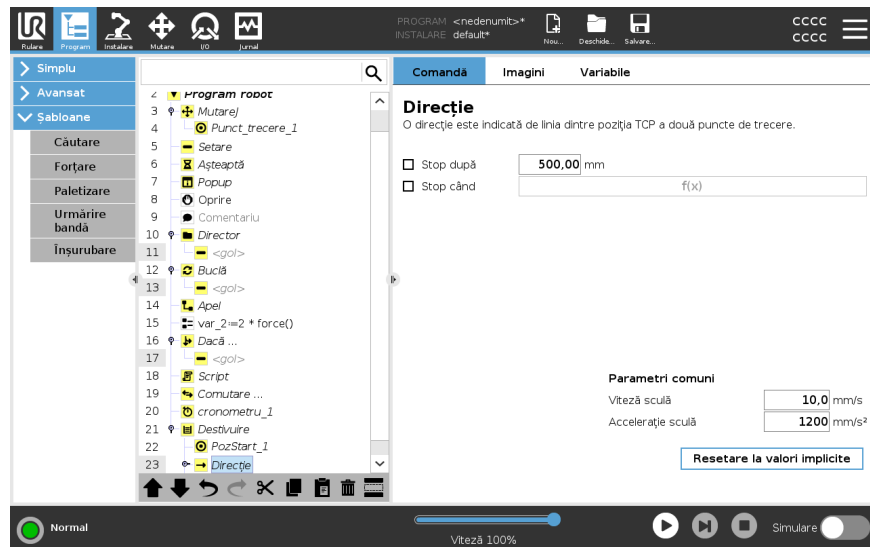 PROGRAM <nedenumit>*
INSTALARE default*
CCCC
CCCC
Rulare Program Instalare Mutare I/O Jurnal Nou... Deschide... Salvare...
Simplu
Avansat
Șabloane
Căutare
Forțare
Paletizare
Urmărire
bandă
Înșurubare
2 Program robot
3 MutareJ
4 Punct_trecere_1
5 Setare
6 Așteaptă
7 Popup
8 Oprire
9 Comentariu
10 Director
11 <gol>
12 Buclă
13 <gol>
14 Apel
15 var_2:=2 * force()
16 Dacă ...
17 <gol>
18 Script
19 Comutare ...
20 cronometru_1
21 Destivuire
22 PozStart_1
23 Direcție
Comandă Imagini Variabile
Direcție
O direcție este indicată de linia dintre poziția TCP a două puncte de trecere.
Stop după 500,00 mm
Stop când f(x)
Parametri comuni
Viteză sculă 10,0 mm/s
Accelerație sculă 1200 mm/s²
Resetare la valori implicite
Normal
Viteză 100%
Simulare